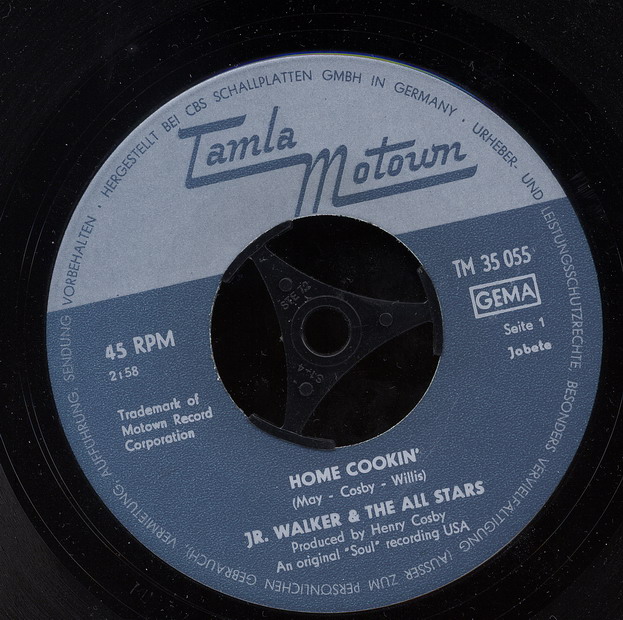 HERGESTELLT BEI CBS SCHALLPLATTEN GMBH IN GERMANY · URHEBER- UND LEISTUNGSSCHUTZRECHTE, BESONDERS VERVIELFÄLTIGUNG (AUSSER ZUM PERSÖNLICHEN GEBRAUCH), VERMIETUNG, AUFFÜHRUNG, SENDUNG VORBEHALTEN ·
Tamla
Motown
TM 35 055
GEMA
Seite 1
Jobete
45 RPM
2:58
Trademark of
Motown Record
Corporation
HOME COOKIN'
(May - Cosby - Willis)
JR. WALKER & THE ALL STARS
Produced by Henry Cosby
An original "Soul" recording USA